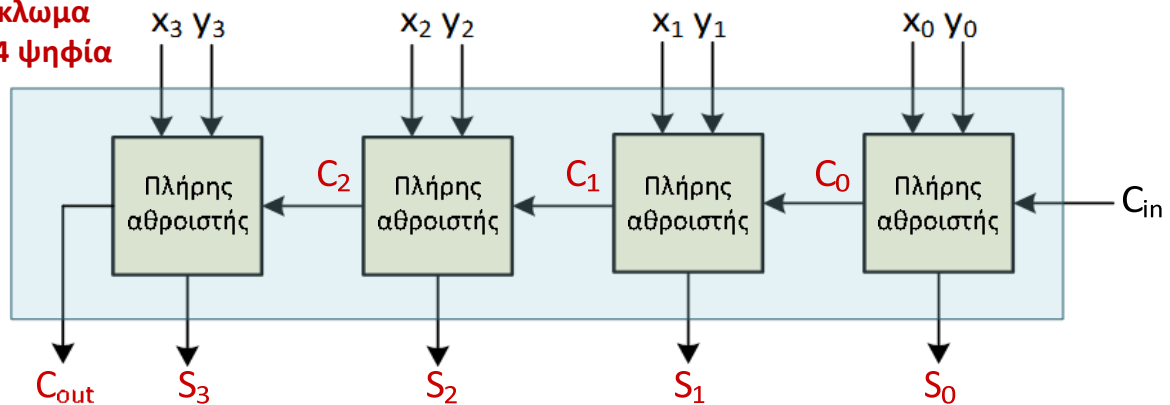 κλωμα
4 ψηφία
x₃ y₃ x₂ y₂ x₁ y₁ x₀ y₀
C₂ C₁ C₀
Πλήρης Πλήρης Πλήρης Πλήρης
αθροιστής αθροιστής αθροιστής αθροιστής
Cᵢₙ
Cₒᵤₜ S₃ S₂ S₁ S₀